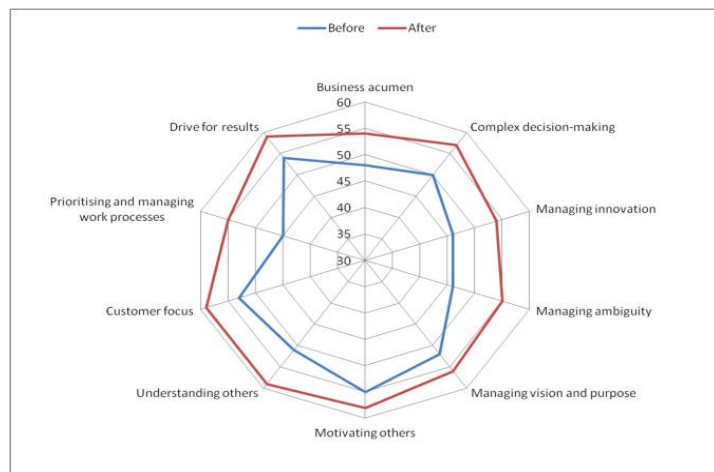 Before After
Business acumen
60
Drive for results
Complex decision-making
55
50
Prioritising and managing
work processes
45
Managing innovation
40
35
30
Customer focus
Managing ambiguity
Understanding others
Managing vision and purpose
Motivating others